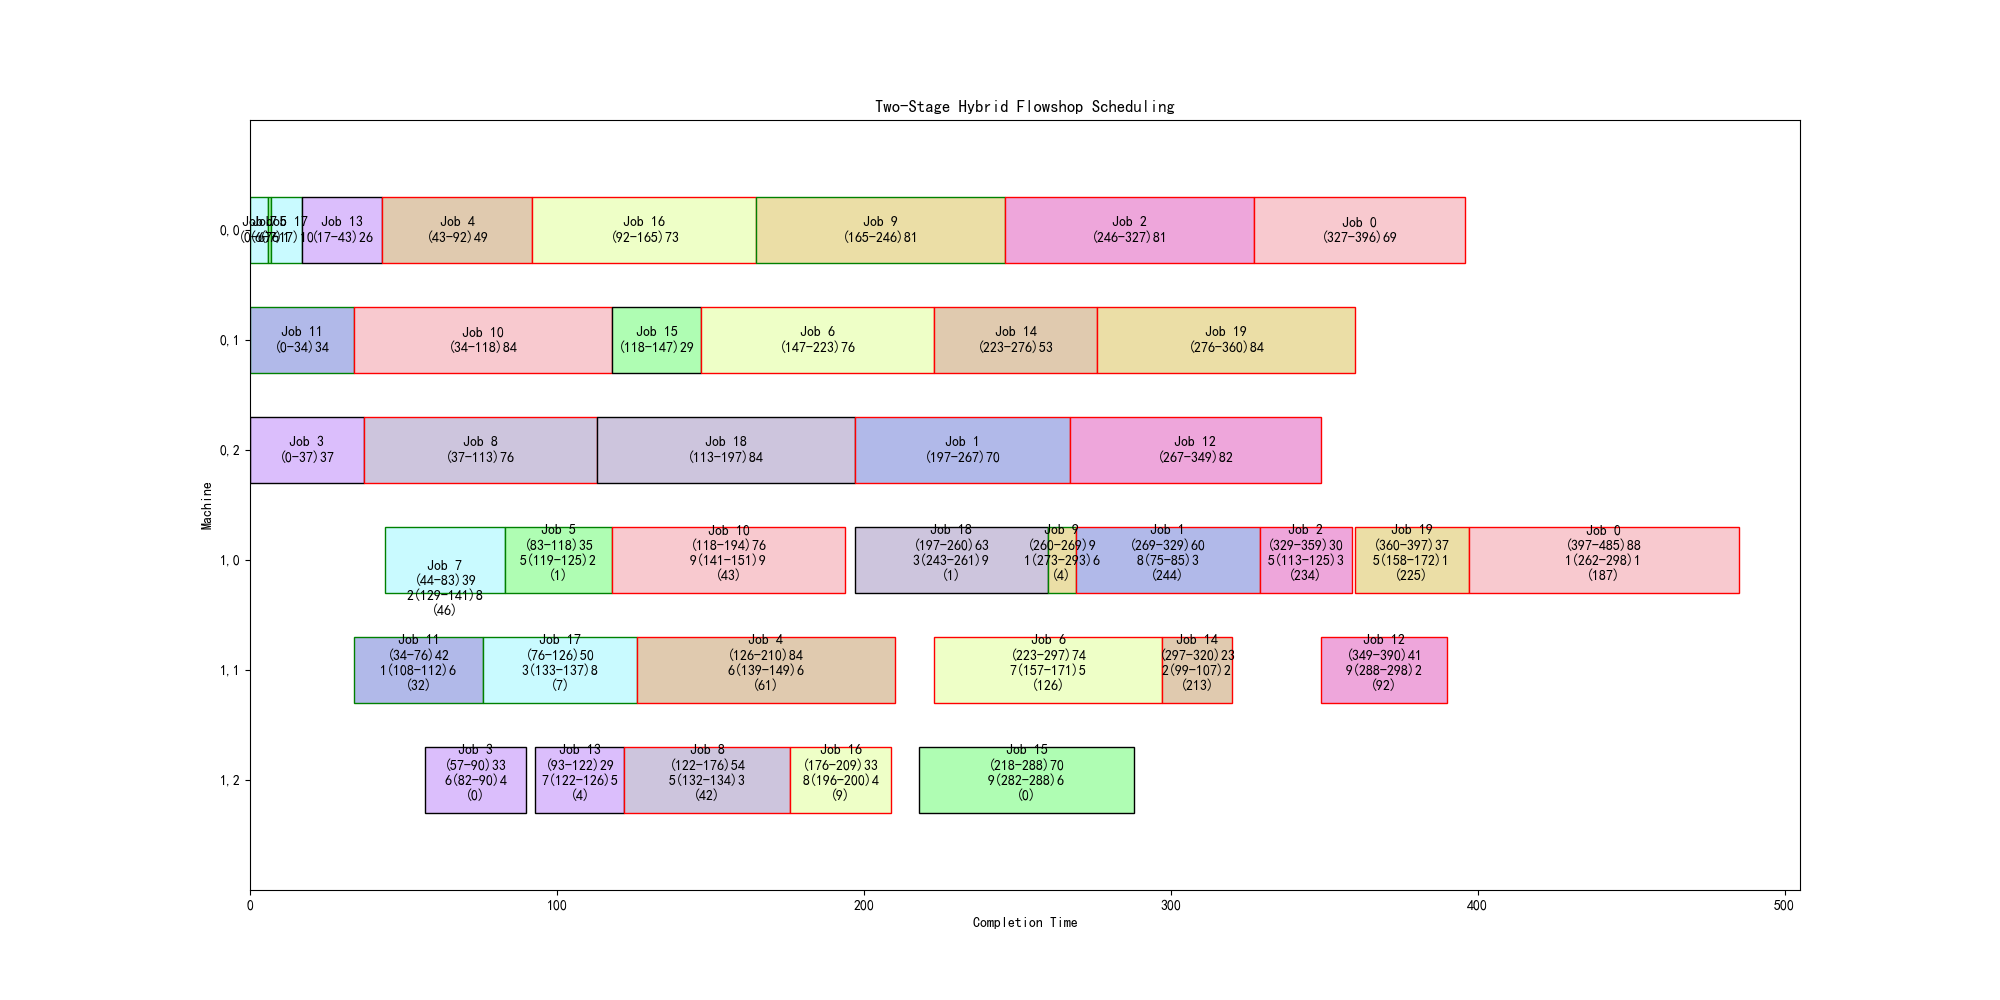 Two-Stage Hybrid Flowshop Scheduling
0,0
Job 13
(17-43)26
Job 4
(43-92)49
Job 16
(92-165)73
Job 9
(165-246)81
Job 2
(246-327)81
Job 0
(327-396)69
0,1
Job 11
(0-34)34
Job 10
(34-118)84
Job 15
(118-147)29
Job 6
(147-223)76
Job 14
(223-276)53
Job 19
(276-360)84
0,2
Job 3
(0-37)37
Job 8
(37-113)76
Job 18
(113-197)84
Job 1
(197-267)70
Job 12
(267-349)82
Machine
1,0
Job 7
(44-83)39
2(129-141)8
(46)
Job 5
(83-118)35
5(119-125)2
(1)
Job 10
(118-194)76
9(141-151)9
(43)
Job 18
(197-260)63
3(243-261)9
(1)
Job 9
(260-269)9
1(273-293)6
(4)
Job 1
(269-329)60
8(75-85)3
(244)
Job 2
(329-359)30
5(113-125)3
(234)
Job 19
(360-397)37
5(158-172)1
(225)
Job 0
(397-485)88
1(262-298)1
(187)
1,1
Job 11
(34-76)42
1(108-112)6
(32)
Job 17
(76-126)50
3(133-137)8
(7)
Job 4
(126-210)84
6(139-149)6
(61)
Job 6
(223-297)74
7(157-171)5
(126)
Job 14
(297-320)23
2(99-107)2
(213)
Job 12
(349-390)41
9(288-298)2
(92)
1,2
Job 3
(57-90)33
6(82-90)4
(0)
Job 13
(93-122)29
7(122-126)5
(4)
Job 8
(122-176)54
5(132-134)3
(42)
Job 16
(176-209)33
8(196-200)4
(9)
Job 15
(218-288)70
9(282-288)6
(0)
0
100
200
300
400
500
Completion Time